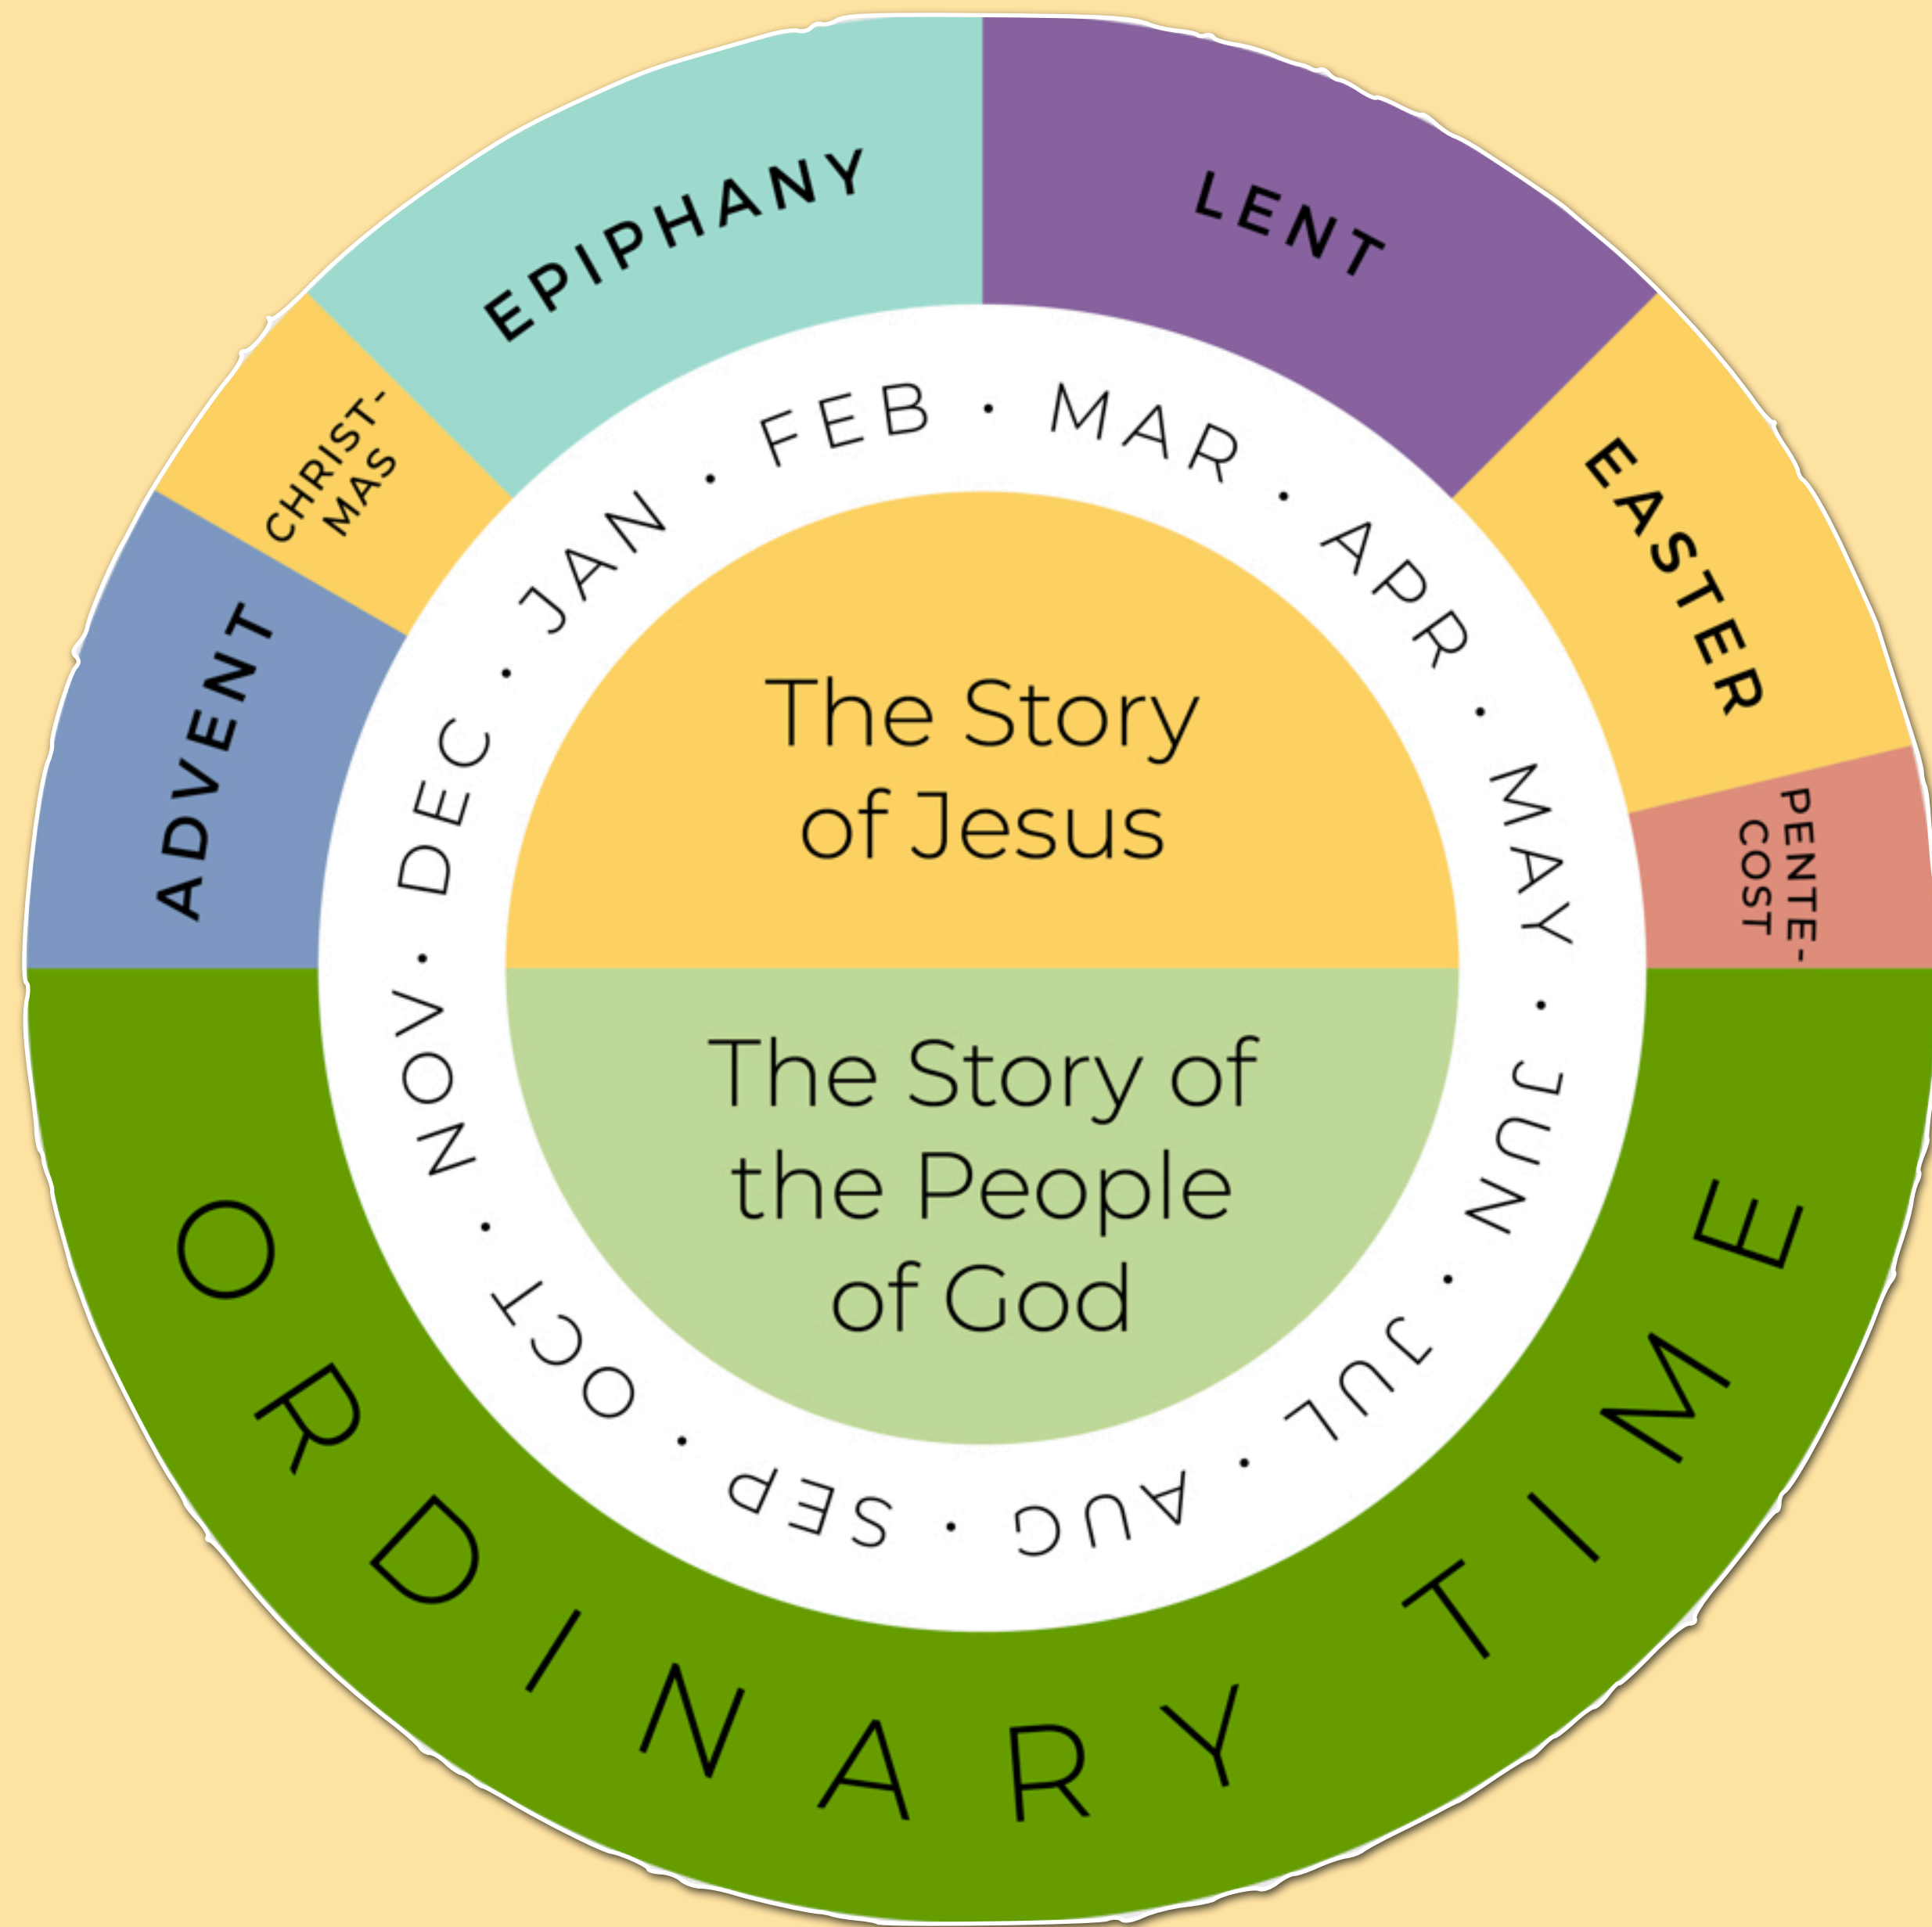 EPIPHANY
LENT
EASTER
PENTE-
COST
ORDINARY TIME
ADVENT
CHRIST-
MAS
JAN • FEB • MAR • APR • MAY • JUN • JUL • AUG • SEP • OCT • NOV • DEC •
The Story
of Jesus
The Story of
the People
of God